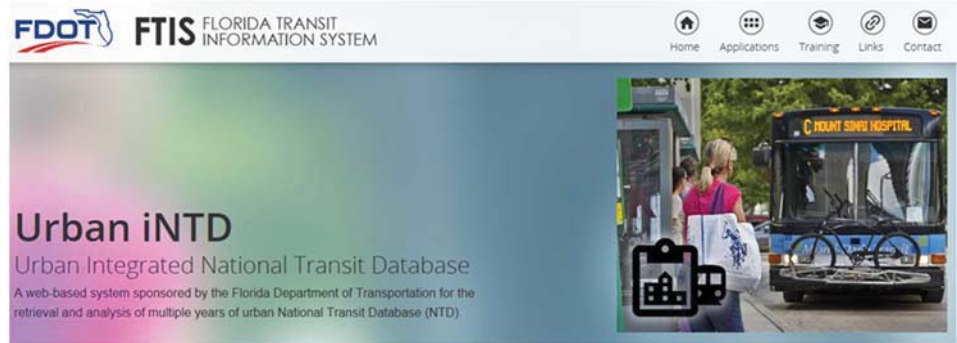 FDOT
FTIS FLORIDA TRANSIT
INFORMATION SYSTEM
Home Applications Training Links Contact
C MOUNT SINAI HOSPITAL
Urban iNTD
Urban Integrated National Transit Database
A web-based system sponsored by the Florida Department of Transportation for the
retrieval and analysis of multiple years of urban National Transit Database (NTD).